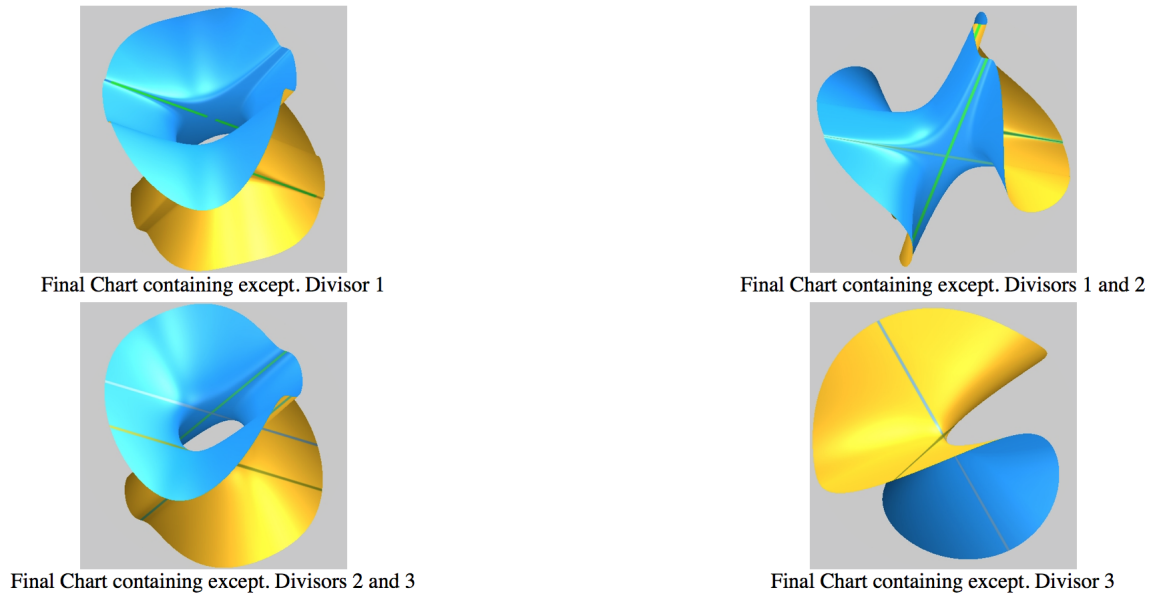 Final Chart containing except. Divisor 1
Final Chart containing except. Divisors 1 and 2
Final Chart containing except. Divisors 2 and 3
Final Chart containing except. Divisor 3